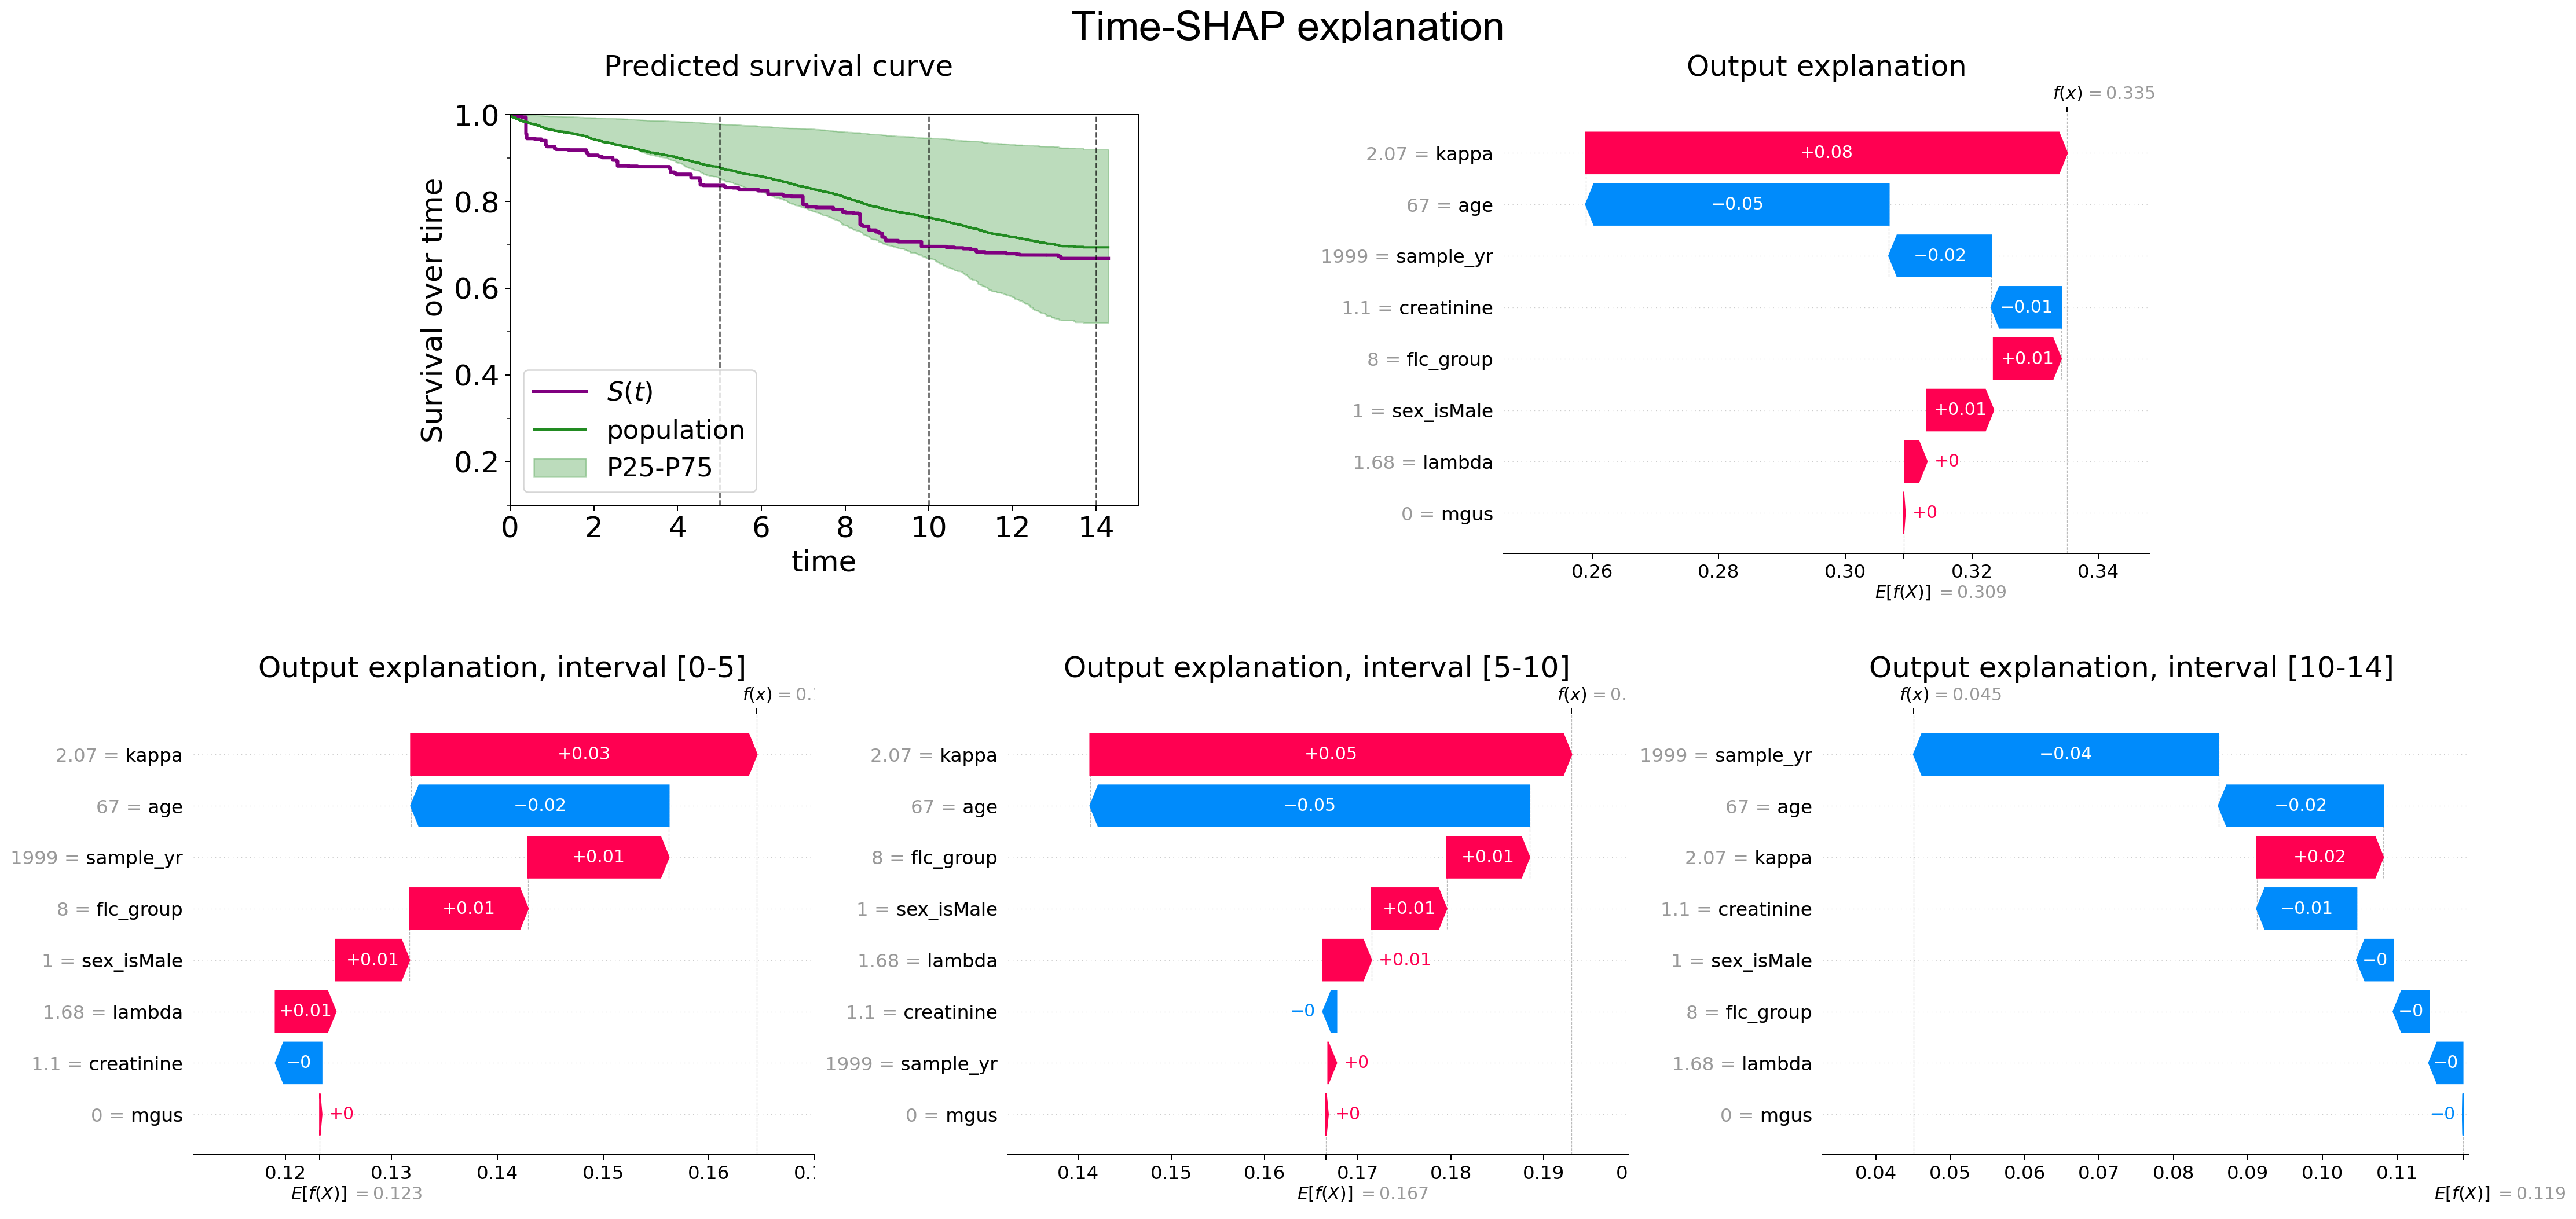 Time-SHAP explanation
Predicted survival curve
Survival over time
1.0
0.8
0.6
0.4
0.2
S(t)
population
P25-P75
0 2 4 6 8 10 12 14
time
Output explanation
f(x) = 0.335
2.07 = kappa +0.08
67 = age −0.05
1999 = sample_yr −0.02
1.1 = creatinine −0.01
8 = flc_group +0.01
1 = sex_isMale +0.01
1.68 = lambda +0
0 = mgus +0
0.26 0.28 0.30 0.32 0.34
E[f(X)] = 0.309
Output explanation, interval [0-5]
f(x) = 0.
2.07 = kappa +0.03
67 = age −0.02
1999 = sample_yr +0.01
8 = flc_group +0.01
1 = sex_isMale +0.01
1.68 = lambda +0.01
1.1 = creatinine −0
0 = mgus +0
0.12 0.13 0.14 0.15 0.16
E[f(X)] = 0.123
Output explanation, interval [5-10]
f(x) = 0.
2.07 = kappa +0.05
67 = age −0.05
8 = flc_group +0.01
1 = sex_isMale +0.01
1.68 = lambda +0.01
1.1 = creatinine −0
1999 = sample_yr +0
0 = mgus +0
0.14 0.15 0.16 0.17 0.18 0.19 0
E[f(X)] = 0.167
Output explanation, interval [10-14]
f(x) = 0.045
1999 = sample_yr −0.04
67 = age −0.02
2.07 = kappa +0.02
1.1 = creatinine −0.01
1 = sex_isMale −0
8 = flc_group −0
1.68 = lambda −0
0 = mgus −0
0.04 0.05 0.06 0.07 0.08 0.09 0.10 0.11
E[f(X)] = 0.119